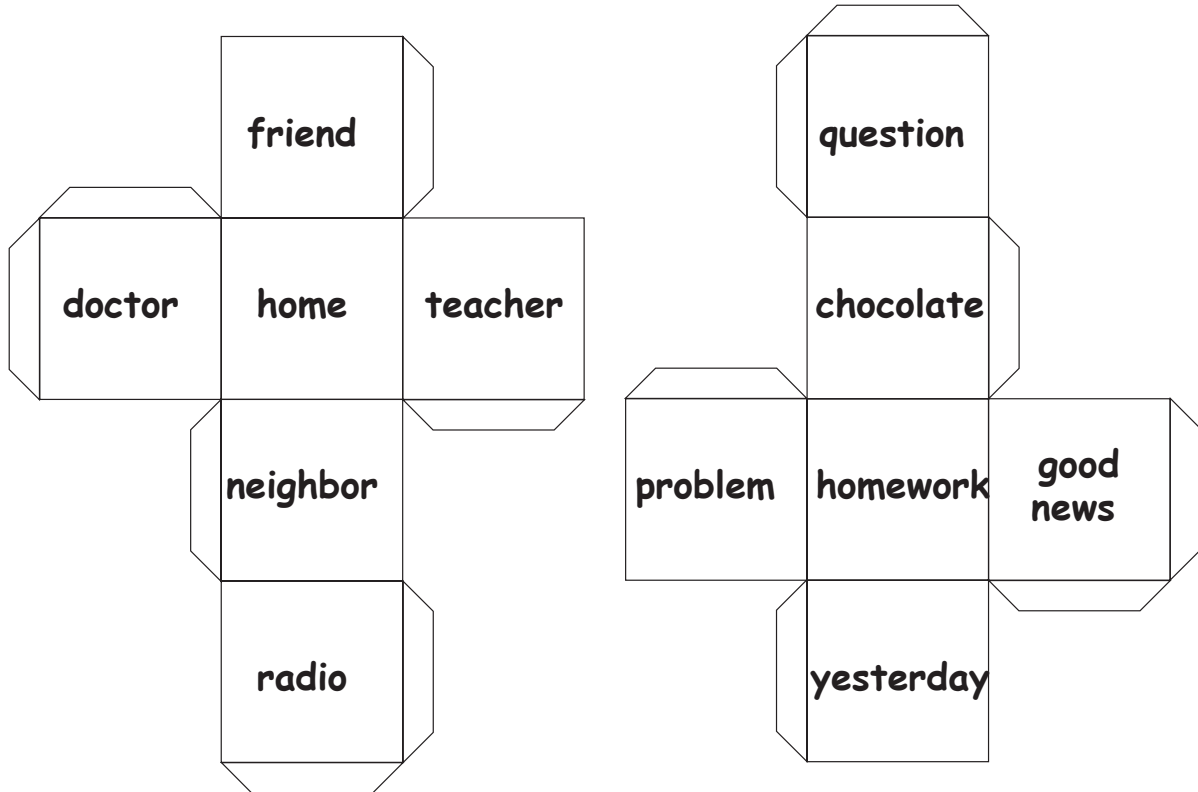 friend
doctor
home
teacher
neighbor
radio
question
chocolate
problem
homework
good
news
yesterday